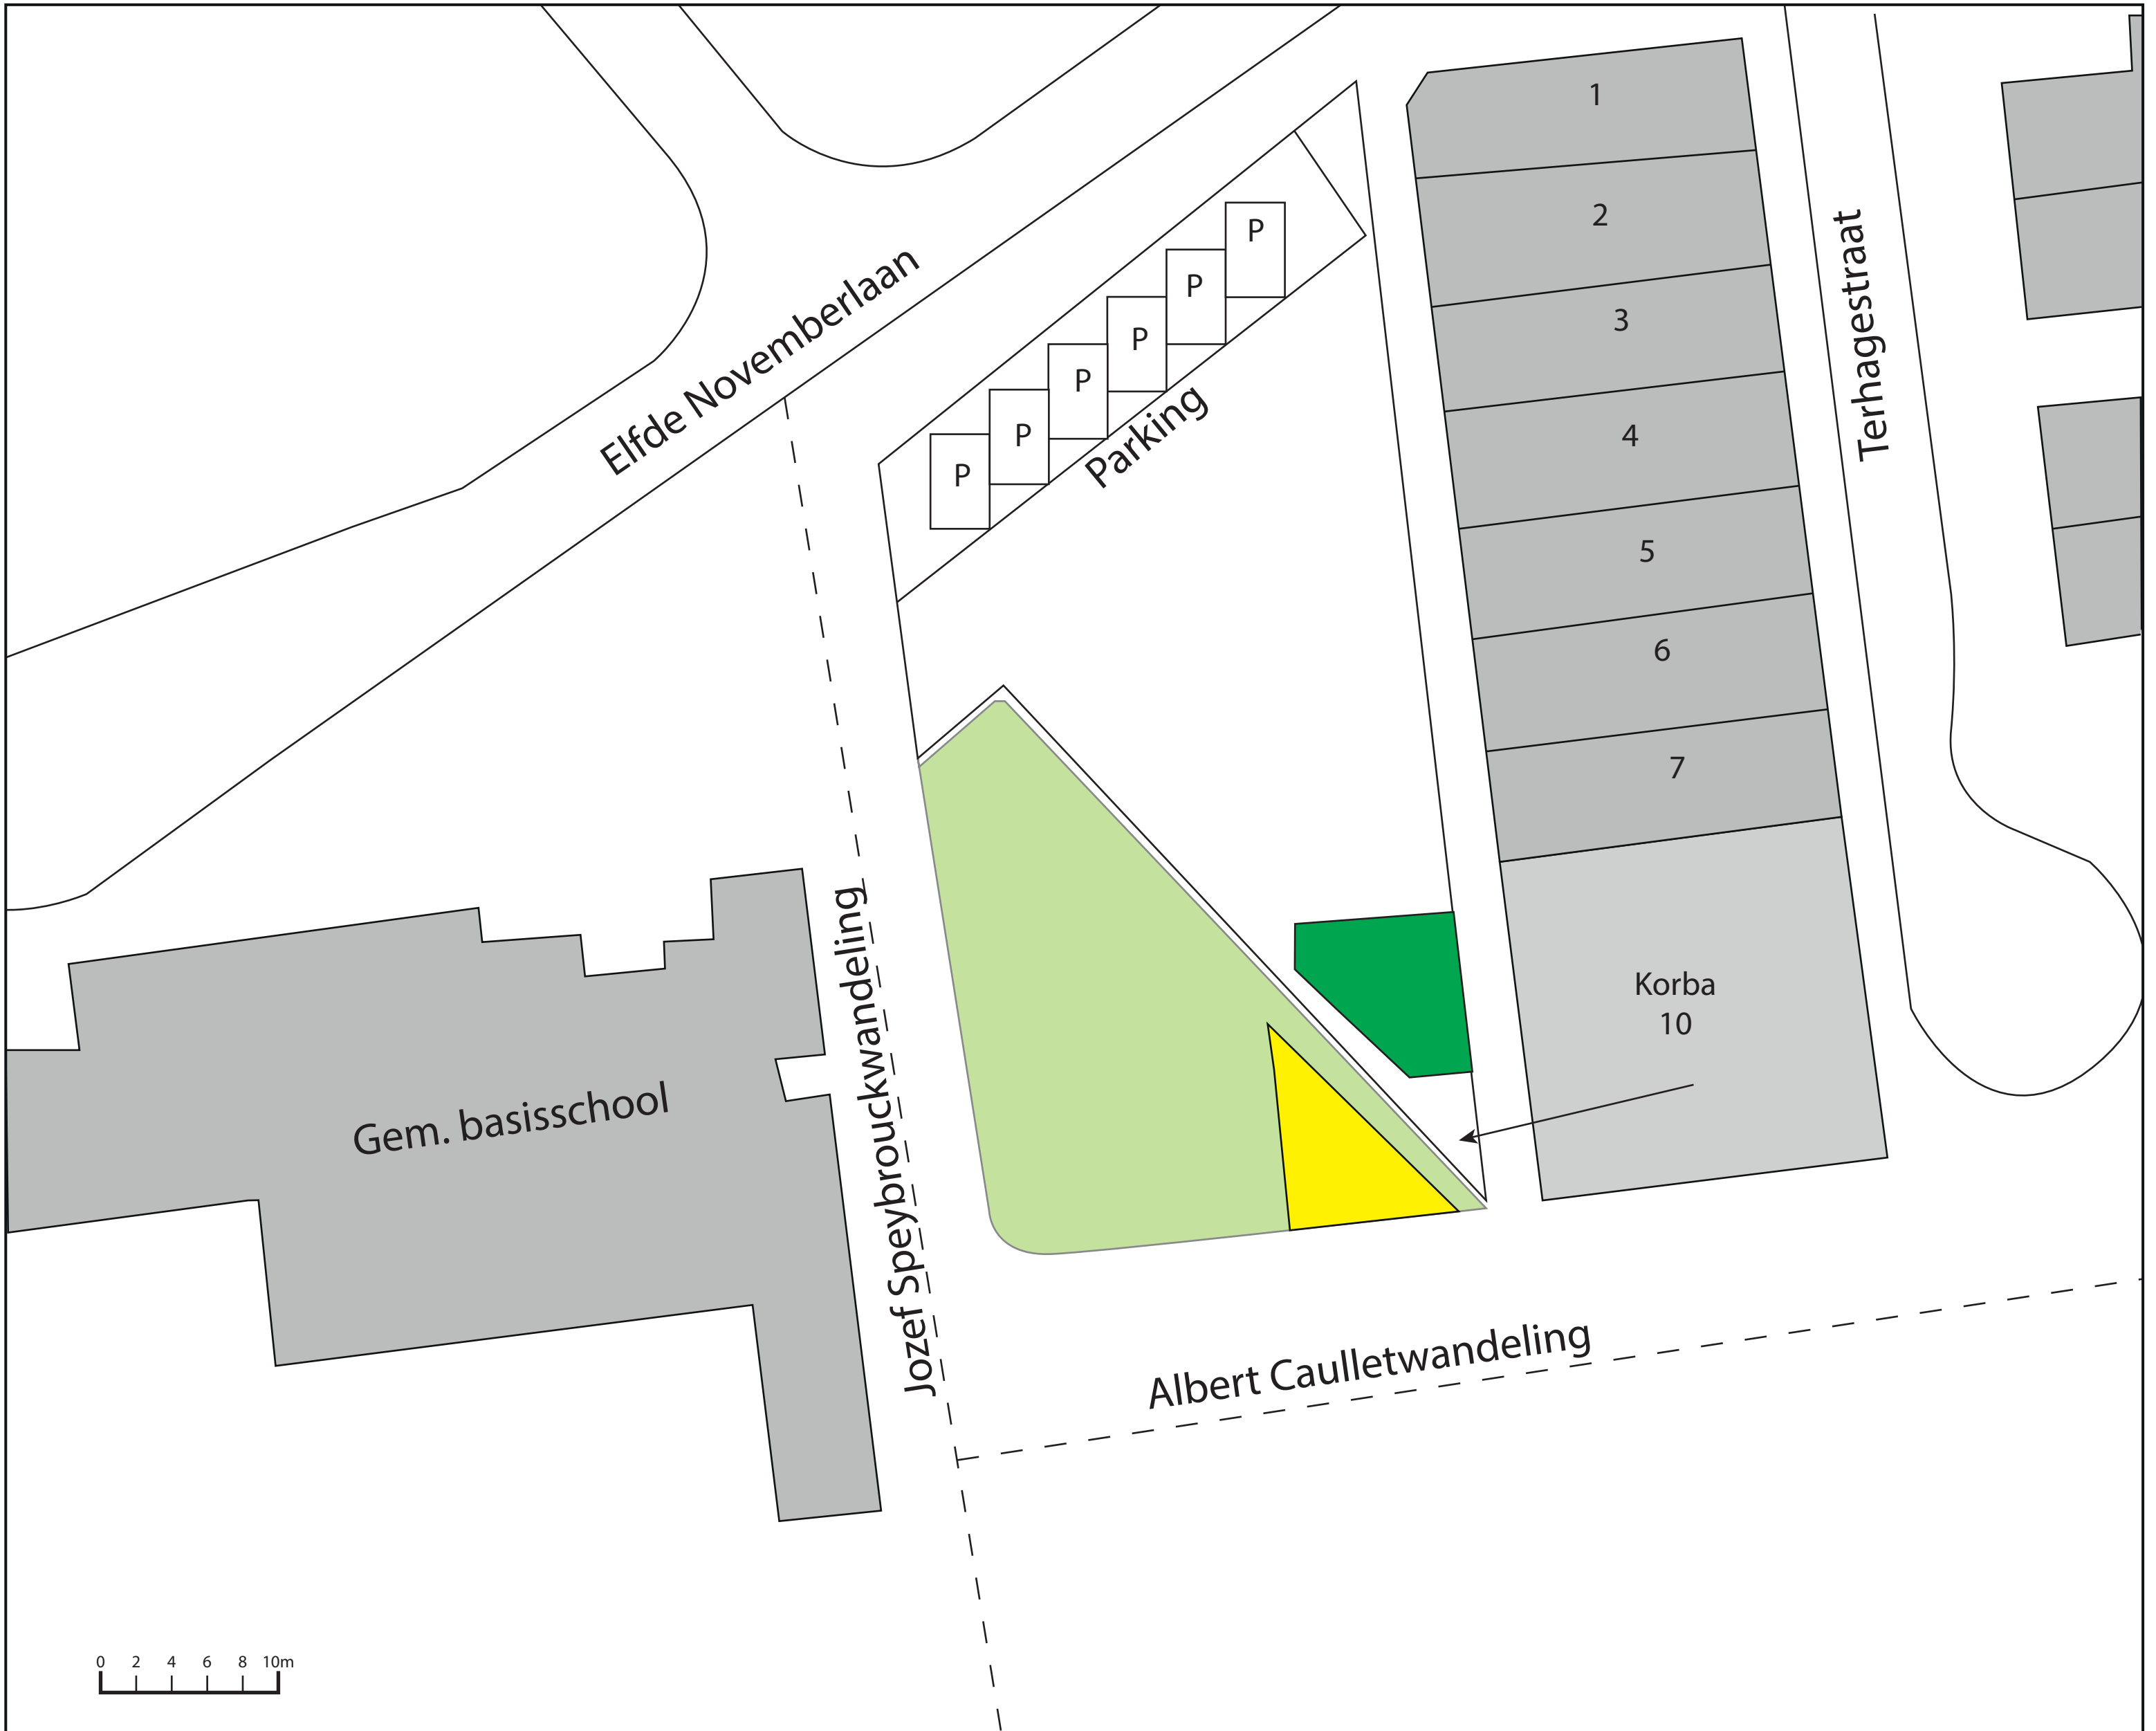 1
2
3
4
5
6
7
Korba
10
Terhagestraat
Elfde Novemberlaan
P
P
P
P
P
P
Parking
Jozef Speybrouckwandeling
Gem. basisschool
Albert Caulletwandeling
0 2 4 6 8 10m